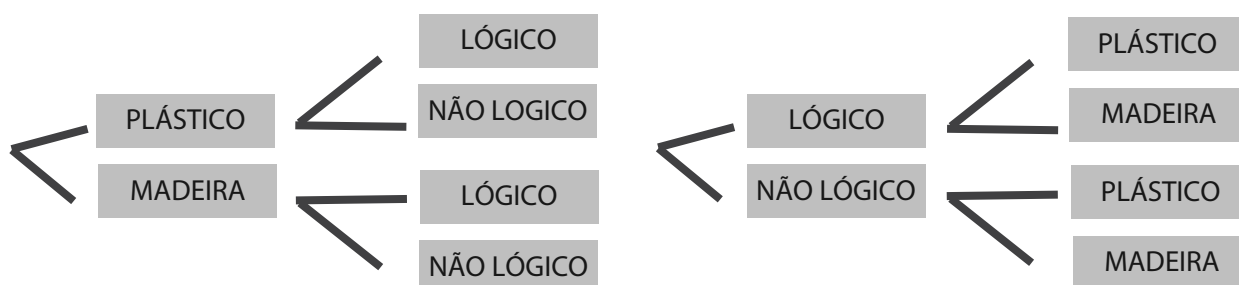 LÓGICO
NÃO LOGICO
PLÁSTICO
MADEIRA
LÓGICO
NÃO LÓGICO
PLÁSTICO
MADEIRA
LÓGICO
NÃO LÓGICO
PLÁSTICO
MADEIRA